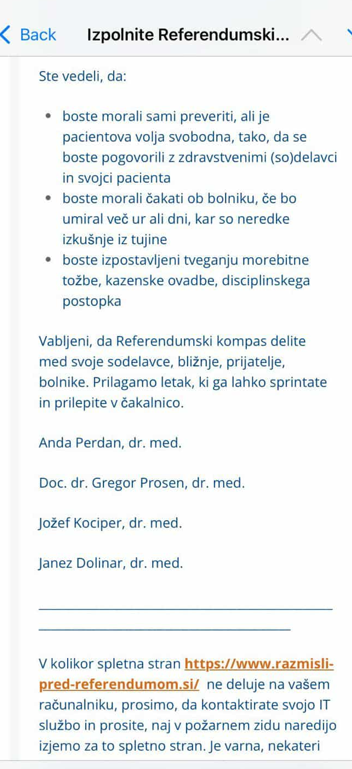 Back
Izpolnite Referendumski...
Ste vedeli, da:
• boste morali sami preveriti, ali je
pacientova volja svobodna, tako, da se
boste pogovorili z zdravstvenimi (so)delavci
in svojci pacienta
• boste morali čakati ob bolniku, če bo
umiral več ur ali dni, kar so neredke
izkušnje iz tujine
• boste izpostavljeni tveganju morebitne
tožbe, kazenske ovadbe, disciplinskega
postopka
Vabljeni, da Referendumski kompas delite
med svoje sodelavce, bližnje, prijatelje,
bolnike. Prilagamo letak, ki ga lahko sprintate
in prilepite v čakalnico.
Anda Perdan, dr. med.
Doc. dr. Gregor Prosen, dr. med.
Jožef Kociper, dr. med.
Janez Dolinar, dr. med.
V kolikor spletna stran https://www.razmisli-
pred-referendumom.si/ ne deluje na vašem
računalniku, prosimo, da kontaktirate svojo IT
službo in prosite, naj v požarnem zidu naredijo
izjemo za to spletno stran. Je varna, nekateri